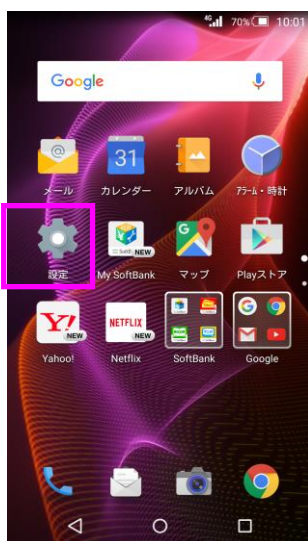 4G 70% 10:01
Google
@
31
メール カレンダー アルバム アラーム・時計
NEW
設定 My SoftBank マップ Playストア
Y! NEW NETFLIX NEW
Yahoo! Netflix SoftBank Google